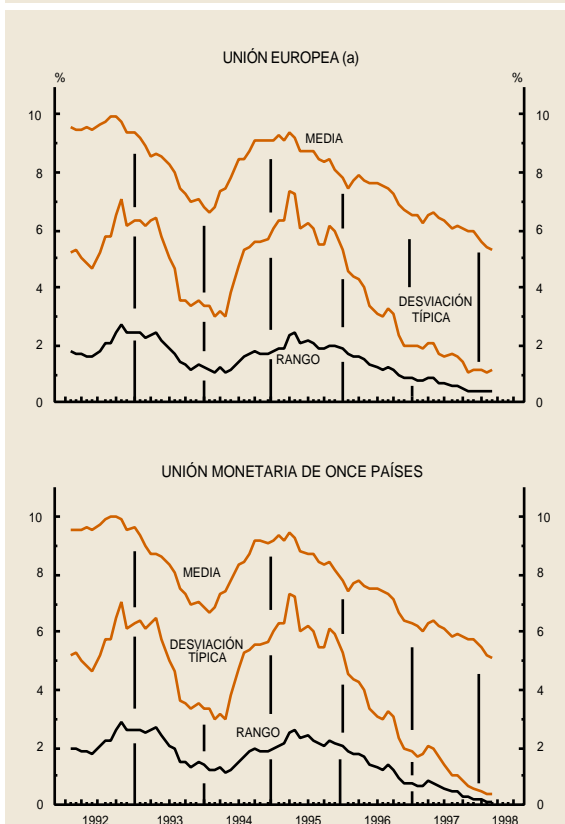 UNIÓN EUROPEA (a)
% %
10 10
MEDIA
8 8
6 6
4 4
DESVIACIÓN
TÍPICA
2 2
RANGO
0 0
UNIÓN MONETARIA DE ONCE PAÍSES
10 10
8 8
MEDIA
6 6
DESVIACIÓN
TÍPICA
4 4
RANGO
2 2
0 0
1992 1993 1994 1995 1996 1997 1998